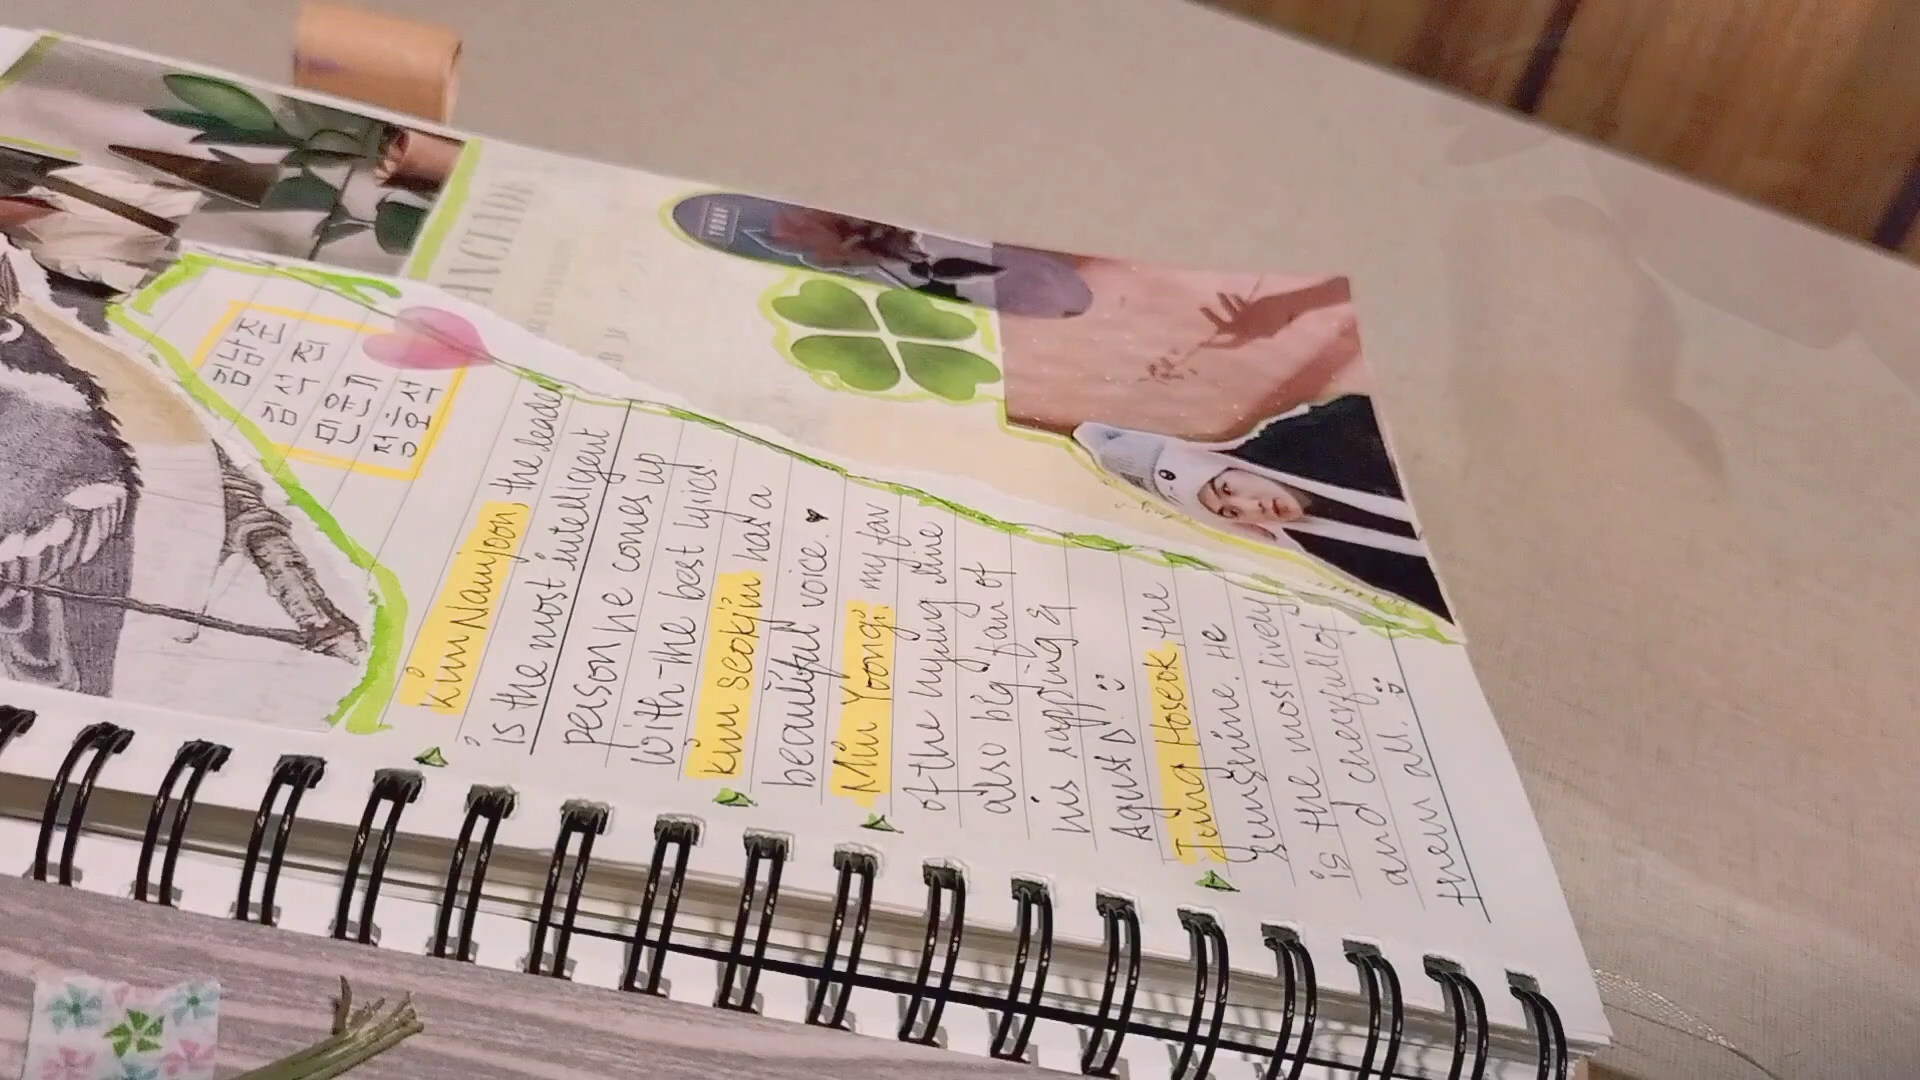 김남준
김석진
민윤기
정호석
Kim Namjoon, the leader
is the most intelligent
person he comes up
with the best lyrics.
Kim Seokjin has a
beautiful voice. ♥
Min Yoongi, my fav
of the hyung line
also big fan of
his rapping &
Agust D. :)
Jung Hoseok, the
sunshine. He
is the most lively
and cheerful of
them all. :)
TODAY